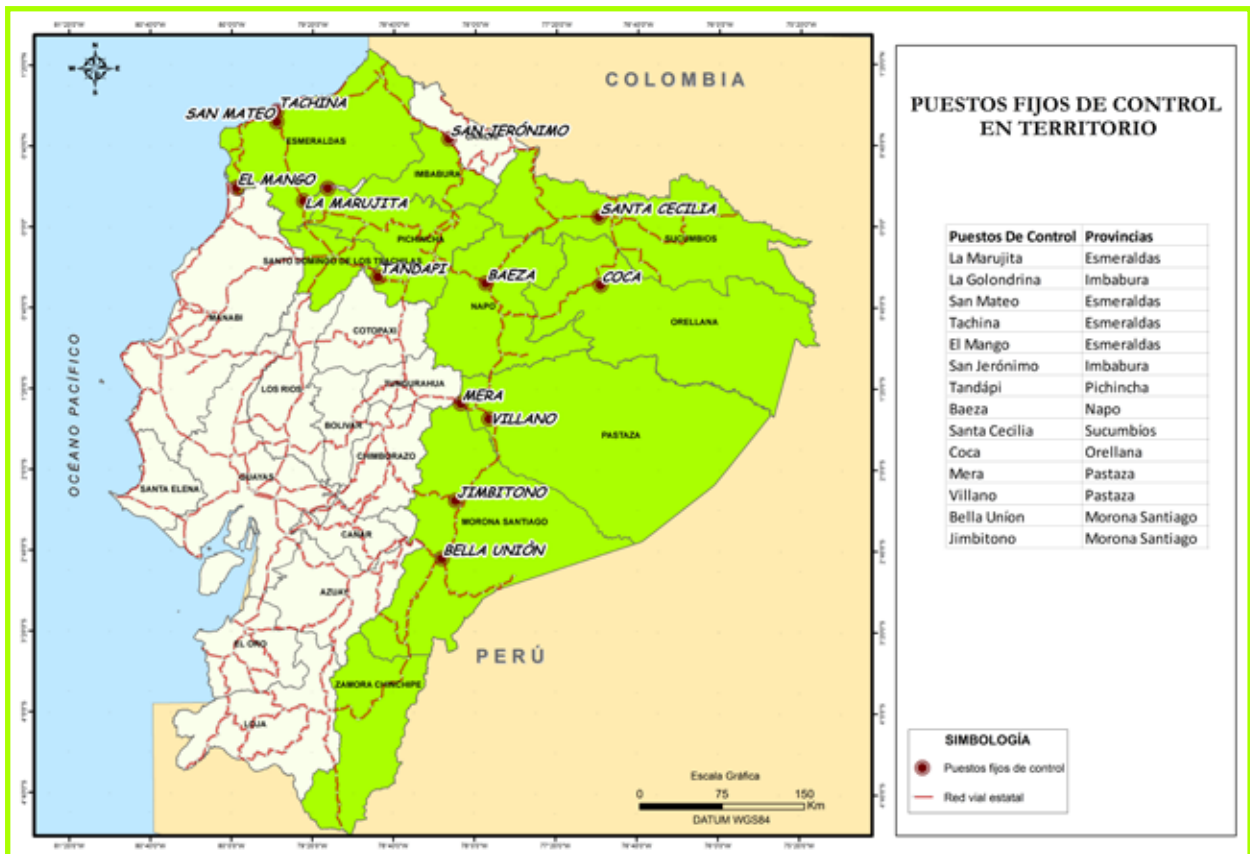 COLOMBIA
SAN MATEO
TACHINA
ESMERALDAS
SAN JERÓNIMO
IMBABURA
EL MANGO
LA MARUJITA
SANTA CECILIA
SUCUMBIOS
PICHINCHA
SANTO DOMINGO DE LOS TSACHILAS
TANDAPI
BAEZA
COCA
NAPO
ORELLANA
MANABI
COTOPAXI
OCÉANO PACÍFICO
LOS RIOS
TUNGURAHUA
MERA
VILLANO
BOLIVAR
PASTAZA
CHIMBORAZO
GUAYAS
SANTA ELENA
JIMBITONO
MORONA SANTIAGO
CAÑAR
BELLA UNIÓN
AZUAY
EL ORO
PERÚ
ZAMORA CHINCHIPE
LOJA
Escala Gráfica
0 75 150
Km
DATUM WGS84
PUESTOS FIJOS DE CONTROL
EN TERRITORIO
Puestos De Control Provincias
La Marujita Esmeraldas
La Golondrina Imbabura
San Mateo Esmeraldas
Tachina Esmeraldas
El Mango Esmeraldas
San Jerónimo Imbabura
Tandápi Pichincha
Baeza Napo
Santa Cecilia Sucumbios
Coca Orellana
Mera Pastaza
Villano Pastaza
Bella Uníon Morona Santiago
Jimbitono Morona Santiago
SIMBOLOGÍA
Puestos fijos de control
Red vial estatal